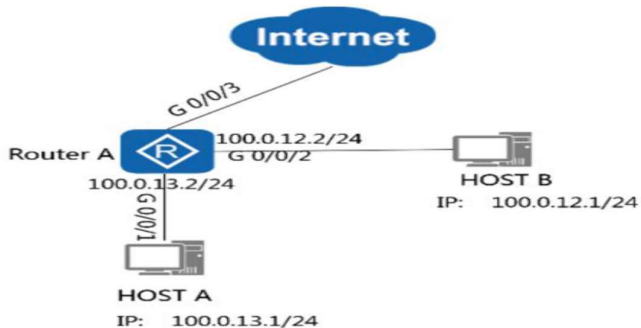 Internet
G 0/0/3
Router A
R
100.0.12.2/24
G 0/0/2
100.0.13.2/24
G 0/0/1
HOST B
IP: 100.0.12.1/24
HOST A
IP: 100.0.13.1/24